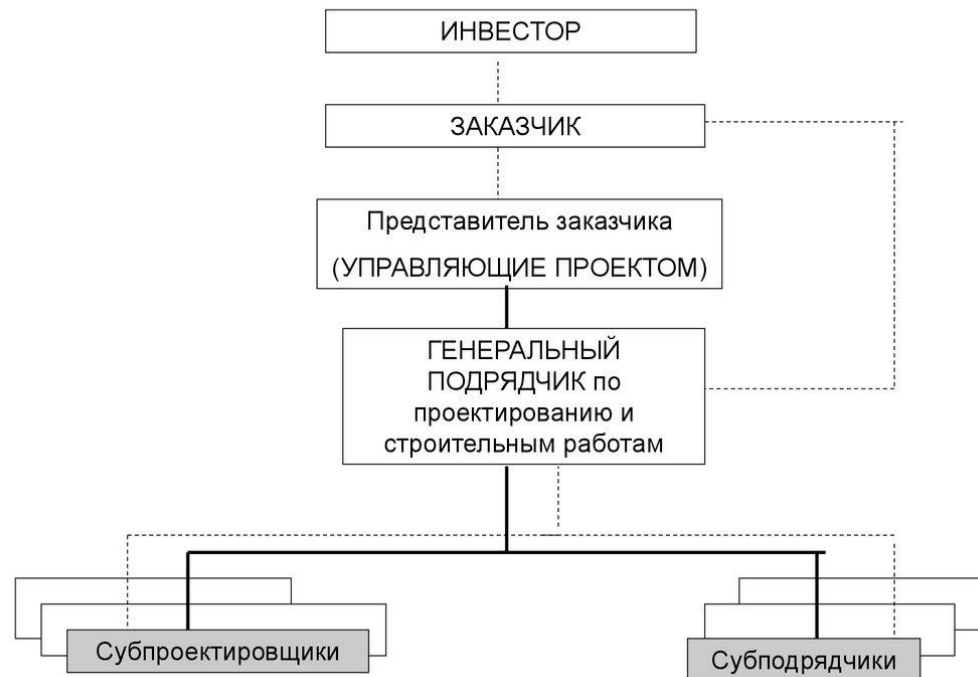 ИНВЕСТОР
ЗАКАЗЧИК
Представитель заказчика
(УПРАВЛЯЮЩИЕ ПРОЕКТОМ)
ГЕНЕРАЛЬНЫЙ
ПОДРЯДЧИК по
проектированию и
строительным работам
Субпроектировщики
Субподрядчики